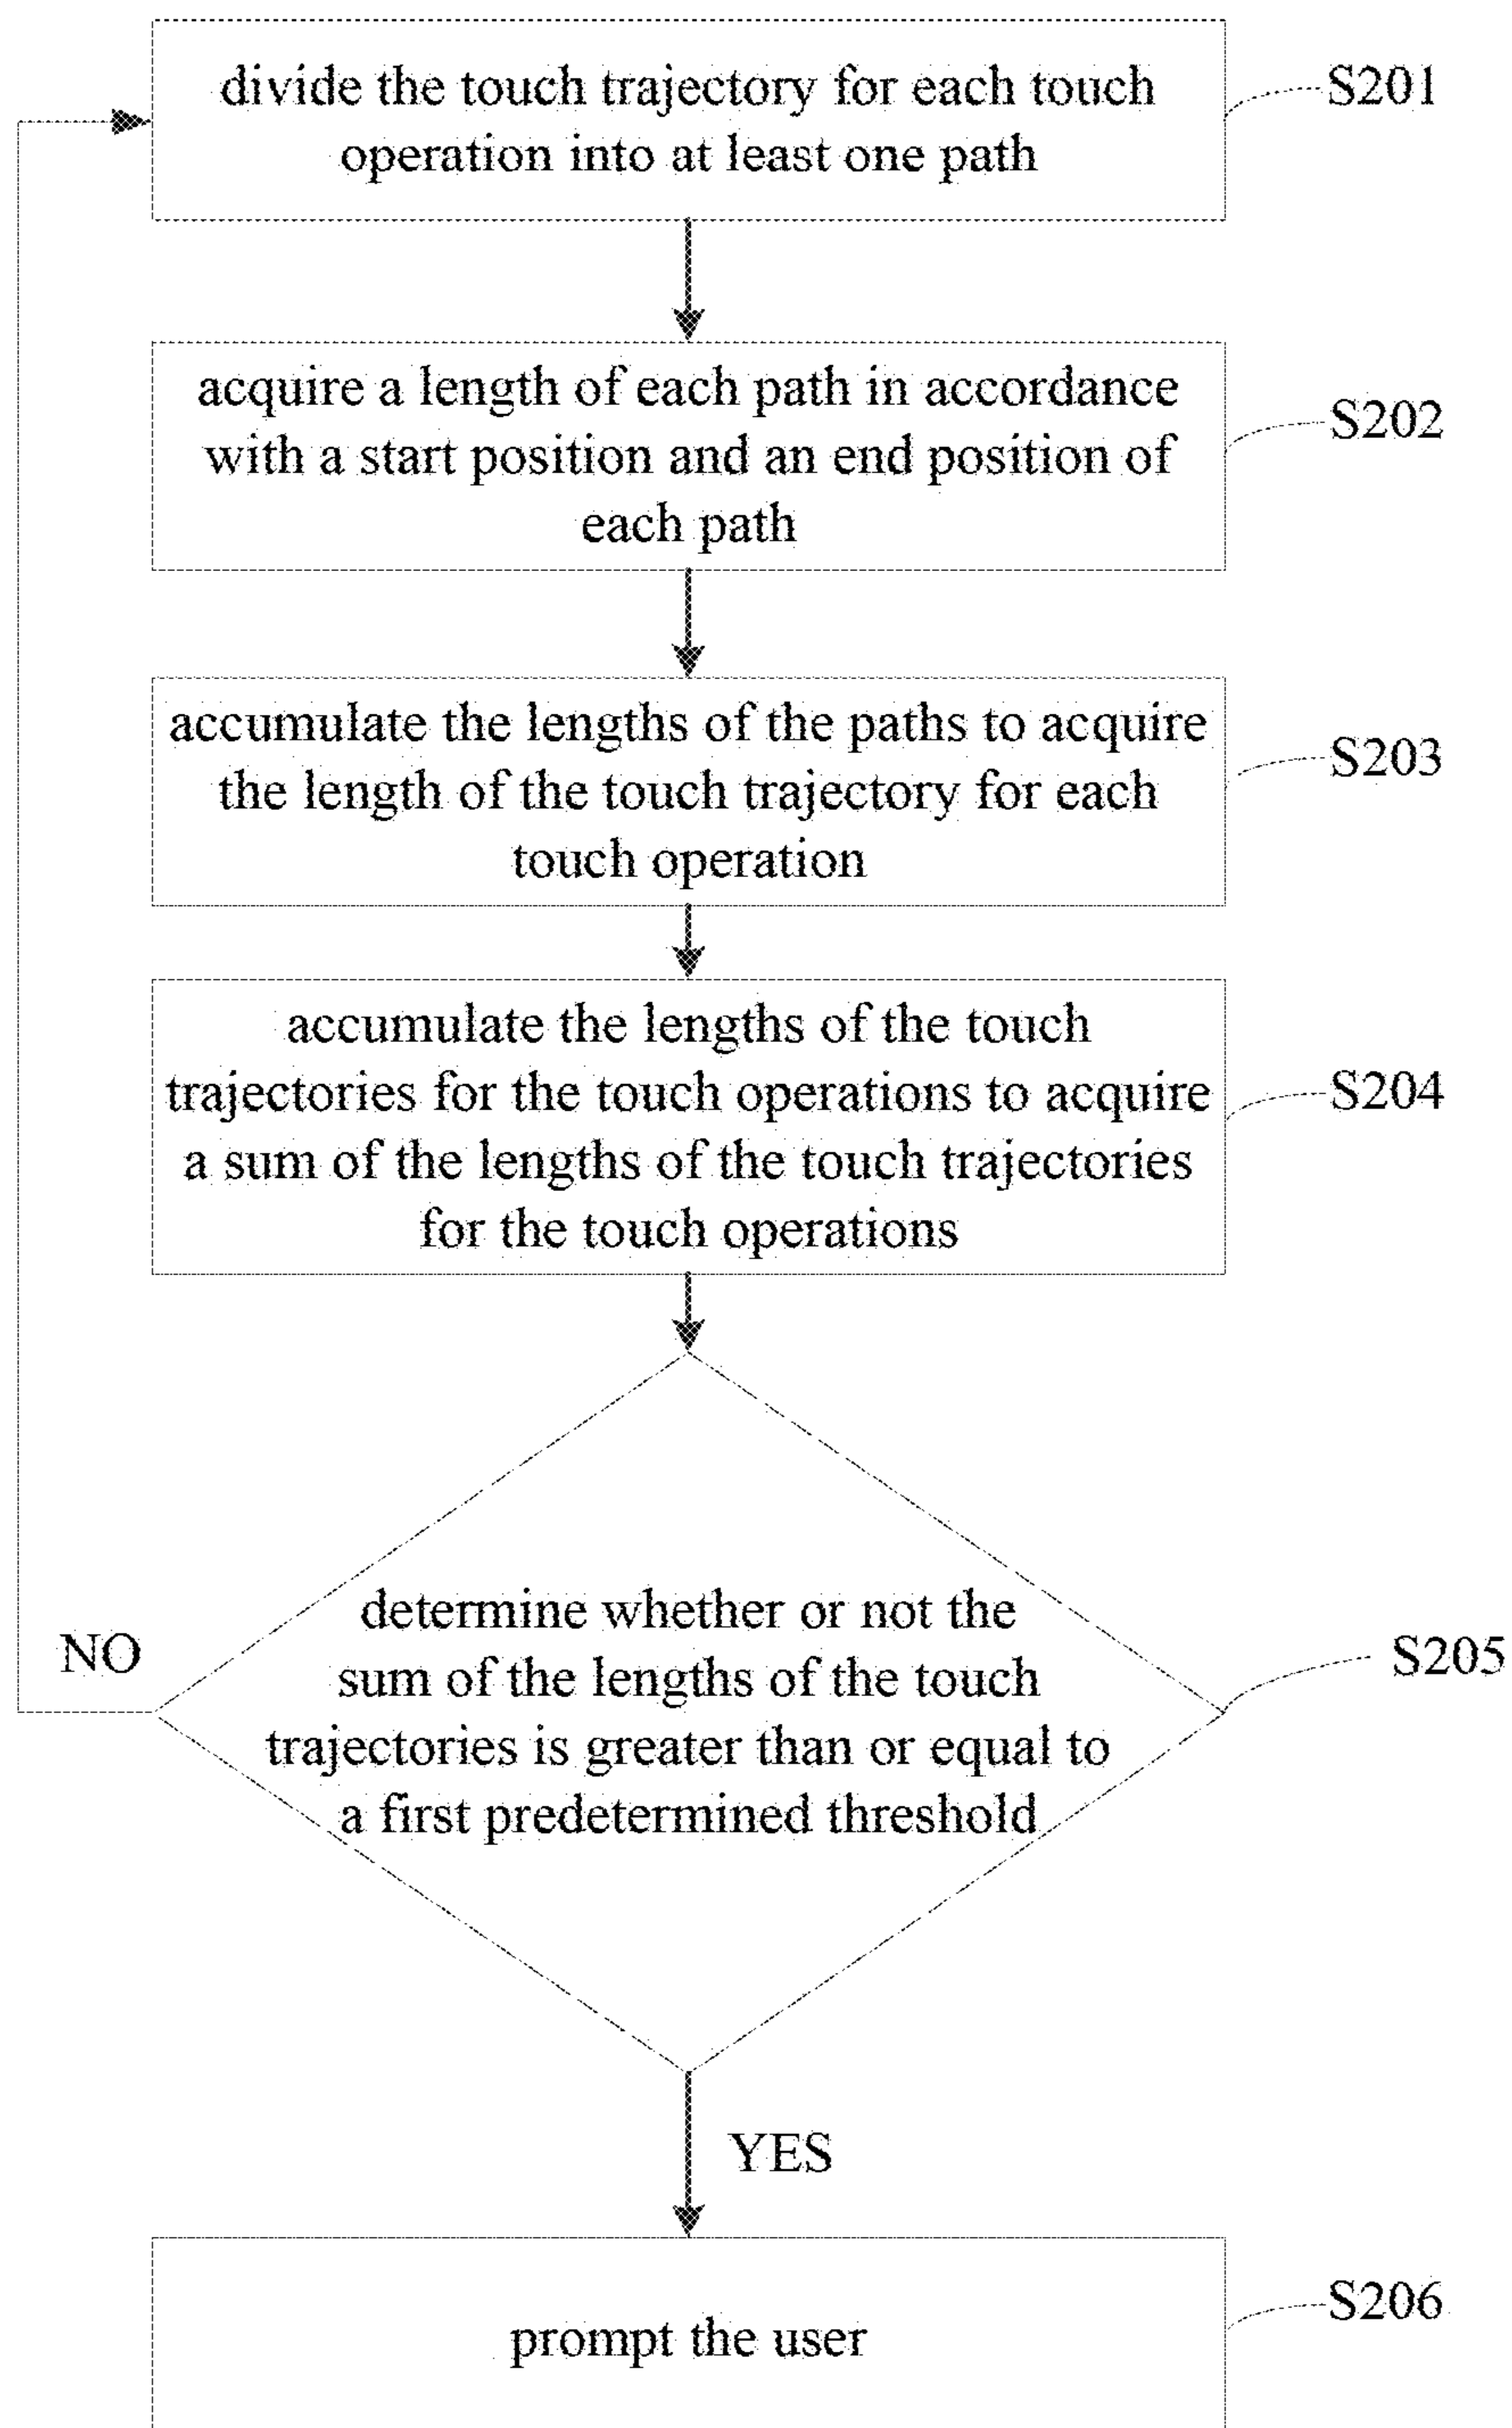 divide the touch trajectory for each touch
operation into at least one path
S201
acquire a length of each path in accordance
with a start position and an end position of
each path
S202
accumulate the lengths of the paths to acquire
the length of the touch trajectory for each
touch operation
S203
accumulate the lengths of the touch
trajectories for the touch operations to acquire
a sum of the lengths of the touch trajectories
for the touch operations
S204
determine whether or not the
sum of the lengths of the touch
trajectories is greater than or equal to
a first predetermined threshold
NO
S205
YES
prompt the user
S206